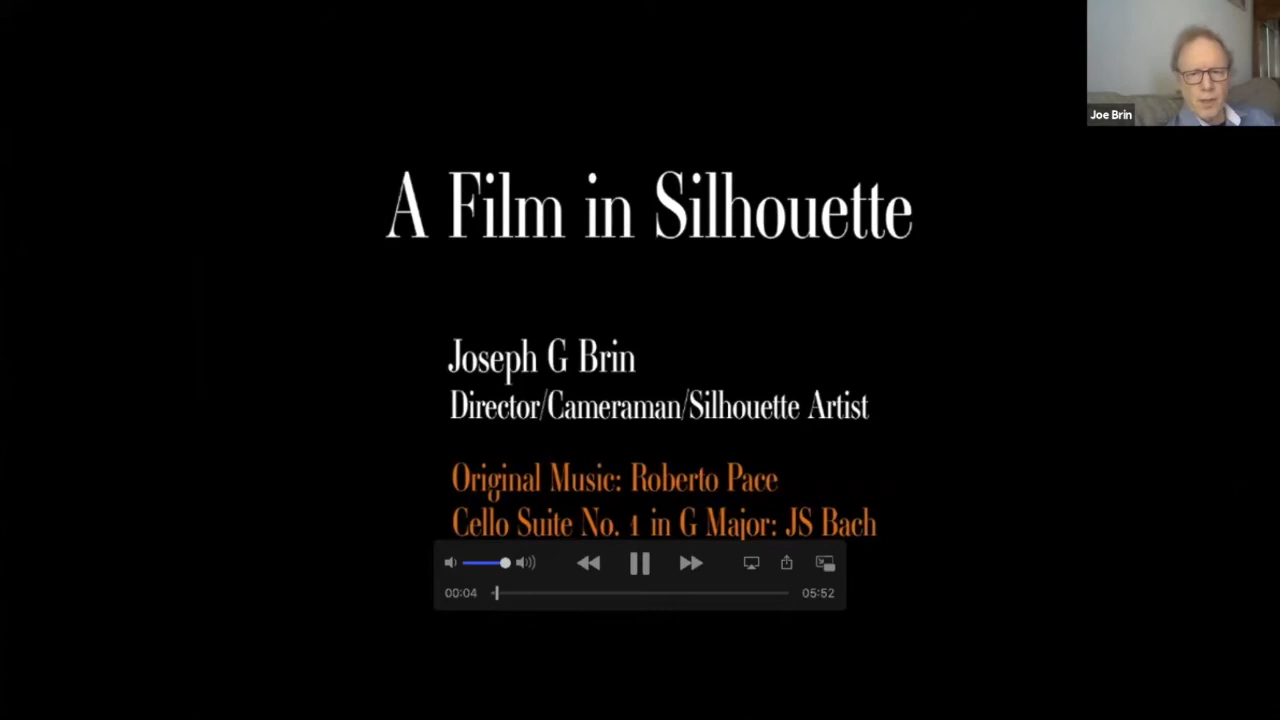 Joe Brin
A Film in Silhouette
Joseph G Brin
Director/Cameraman/Silhouette Artist
Original Music: Roberto Pace
Cello Suite No. 1 in G Major: JS Bach
00:04
05:52